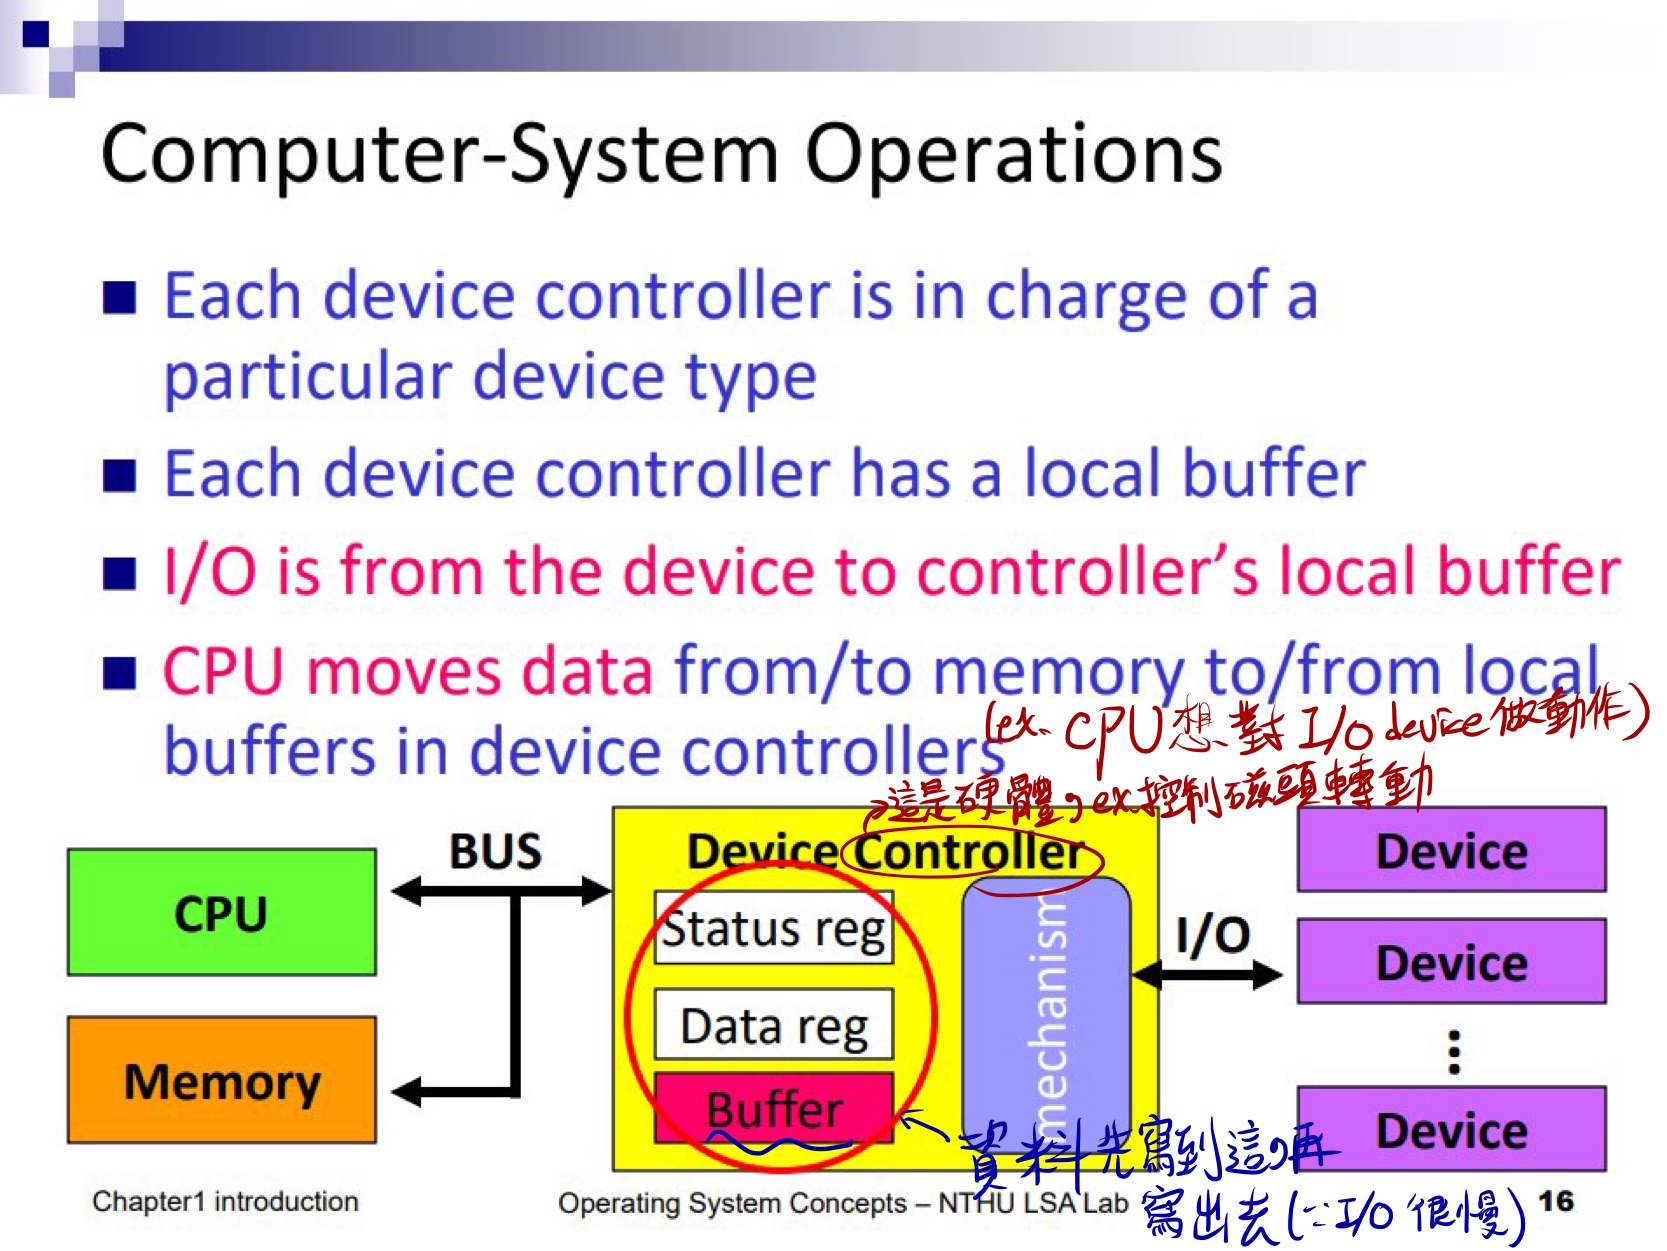 Computer-System Operations
Each device controller is in charge of a
particular device type
Each device controller has a local buffer
I/O is from the device to controller’s local buffer
CPU moves data from/to memory to/from local
buffers in device controllers
(ex. CPU想對I/O device做動作)
→這是硬體,ex控制磁頭轉動
BUS
Device Controller
Device
CPU
Status reg
mechanism
I/O
Device
Data reg
Memory
Buffer
Device
資料先寫到這,再
寫出去(∵I/O 很慢)
Chapter1 introduction
Operating System Concepts – NTHU LSA Lab
16